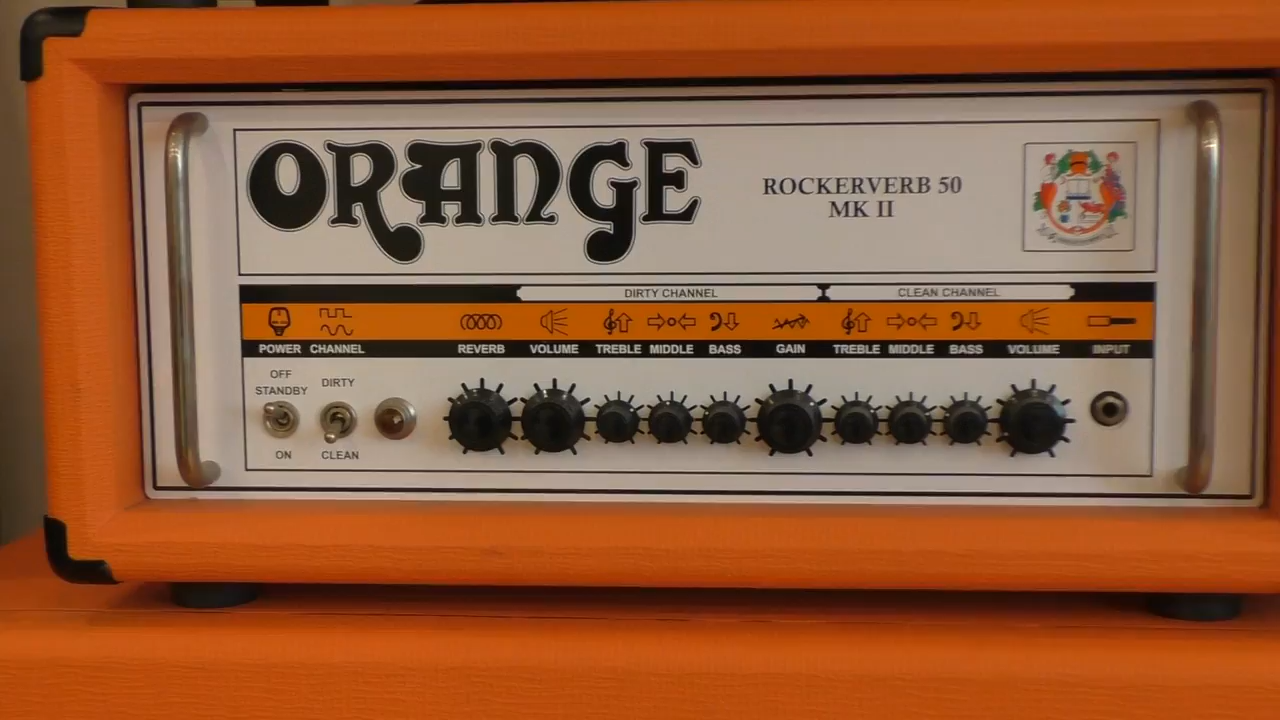 ORANGE
ROCKERVERB 50
MK II
DIRTY CHANNEL
CLEAN CHANNEL
POWER CHANNEL REVERB VOLUME TREBLE MIDDLE BASS GAIN TREBLE MIDDLE BASS VOLUME INPUT
OFF
STANDBY
ON
DIRTY
CLEAN